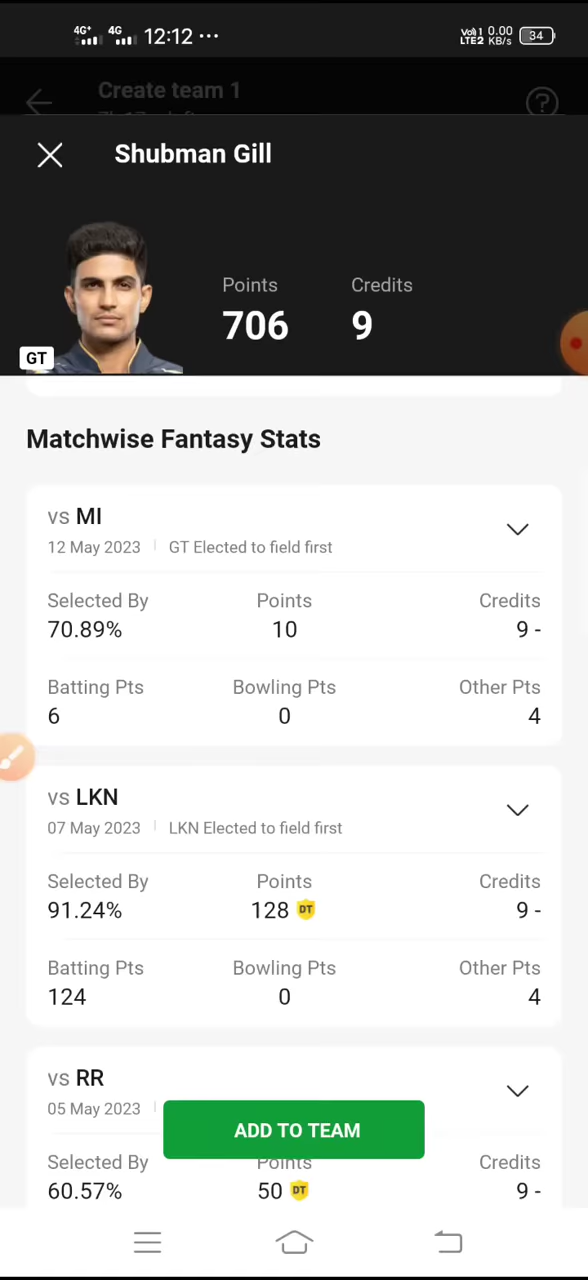 4G+ 4G 12:12 ··· Vo)) 1 LTE2 0.00 KB/s 34
Create team 1
Shubman Gill
Points Credits
706 9
GT
Matchwise Fantasy Stats
vs MI
12 May 2023 GT Elected to field first
Selected By Points Credits
70.89% 10 9 -
Batting Pts Bowling Pts Other Pts
6 0 4
vs LKN
07 May 2023 LKN Elected to field first
Selected By Points Credits
91.24% 128 DT 9 -
Batting Pts Bowling Pts Other Pts
124 0 4
vs RR
05 May 2023
ADD TO TEAM
Selected By Points Credits
60.57% 50 DT 9 -